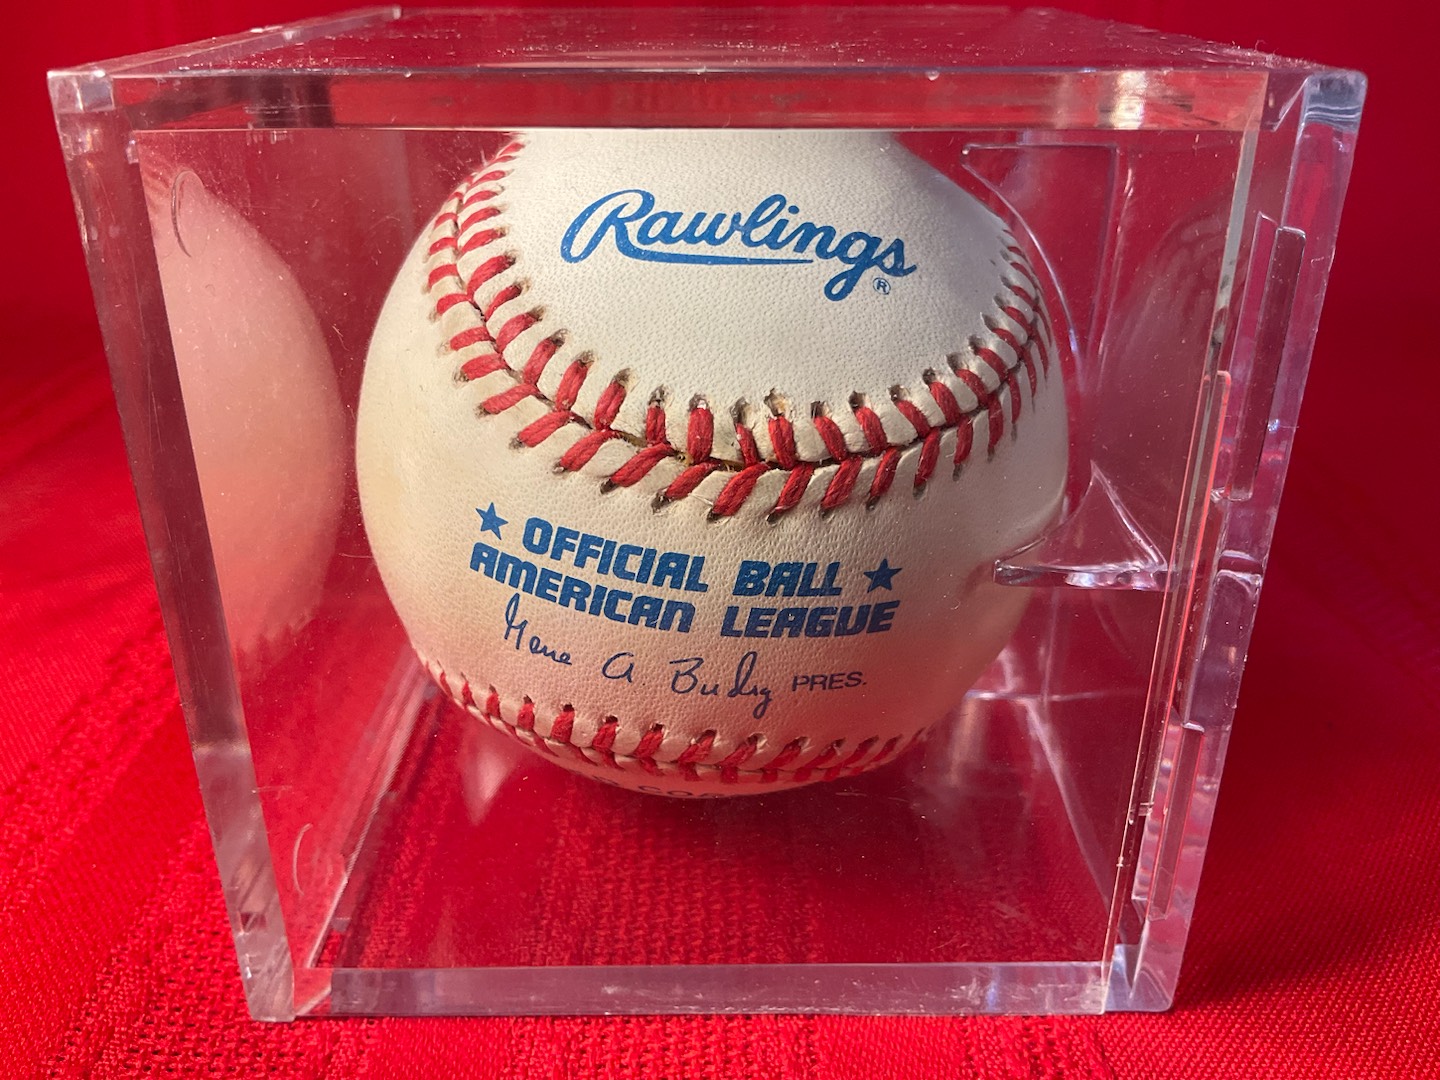 Rawlings®
★ OFFICIAL BALL ★
AMERICAN LEAGUE
Gene A Budig PRES.